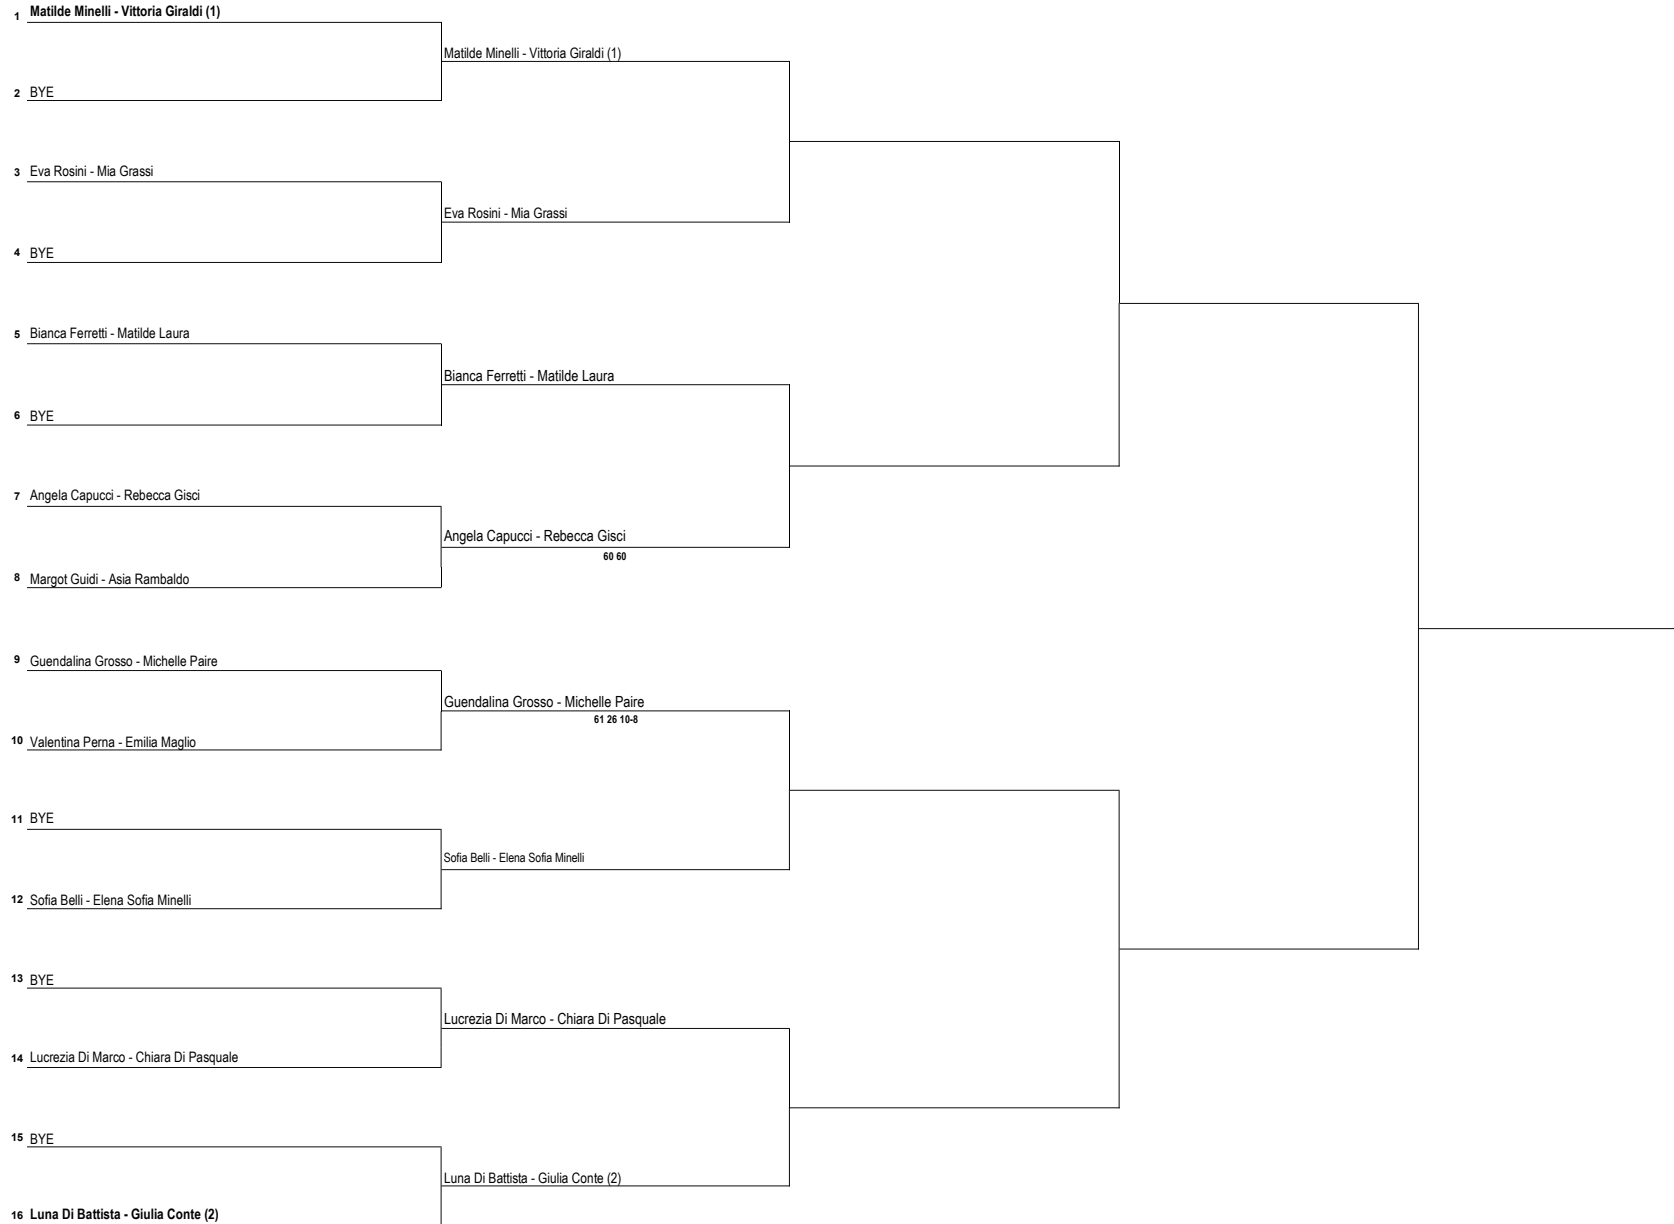 1 Matilde Minelli - Vittoria Giraldi (1)
Matilde Minelli - Vittoria Giraldi (1)
2 BYE
3 Eva Rosini - Mia Grassi
Eva Rosini - Mia Grassi
4 BYE
5 Bianca Ferretti - Matilde Laura
Bianca Ferretti - Matilde Laura
6 BYE
7 Angela Capucci - Rebecca Gisci
Angela Capucci - Rebecca Gisci
60 60
8 Margot Guidi - Asia Rambaldo
9 Guendalina Grosso - Michelle Paire
Guendalina Grosso - Michelle Paire
61 26 10-8
10 Valentina Perna - Emilia Maglio
11 BYE
Sofia Belli - Elena Sofia Minelli
12 Sofia Belli - Elena Sofia Minelli
13 BYE
Lucrezia Di Marco - Chiara Di Pasquale
14 Lucrezia Di Marco - Chiara Di Pasquale
15 BYE
Luna Di Battista - Giulia Conte (2)
16 Luna Di Battista - Giulia Conte (2)